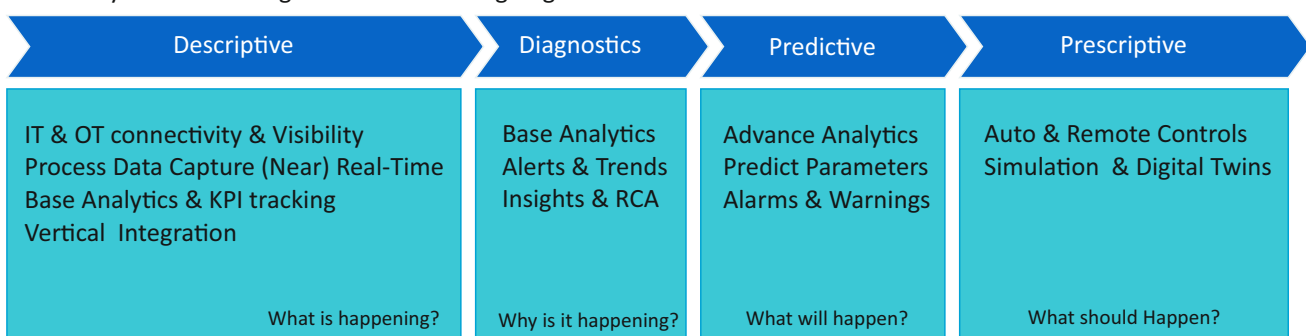 Descriptive
Diagnostics
Predictive
Prescriptive
IT & OT connectivity & Visibility
Process Data Capture (Near) Real-Time
Base Analytics & KPI tracking
Vertical Integration
What is happening?
Base Analytics
Alerts & Trends
Insights & RCA
Why is it happening?
Advance Analytics
Predict Parameters
Alarms & Warnings
What will happen?
Auto & Remote Controls
Simulation & Digital Twins
What should Happen?